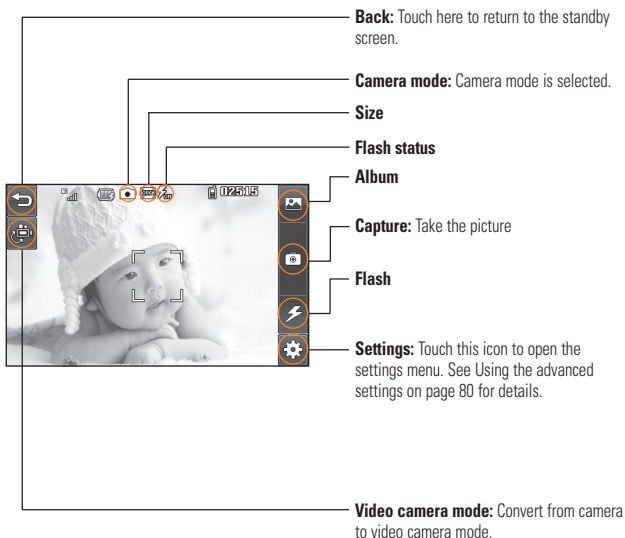 Back: Touch here to return to the standby
screen.
Camera mode: Camera mode is selected.
Size
Flash status
Album
02515
Capture: Take the picture
Flash
Settings: Touch this icon to open the
settings menu. See Using the advanced
settings on page 80 for details.
Video camera mode: Convert from camera
to video camera mode.